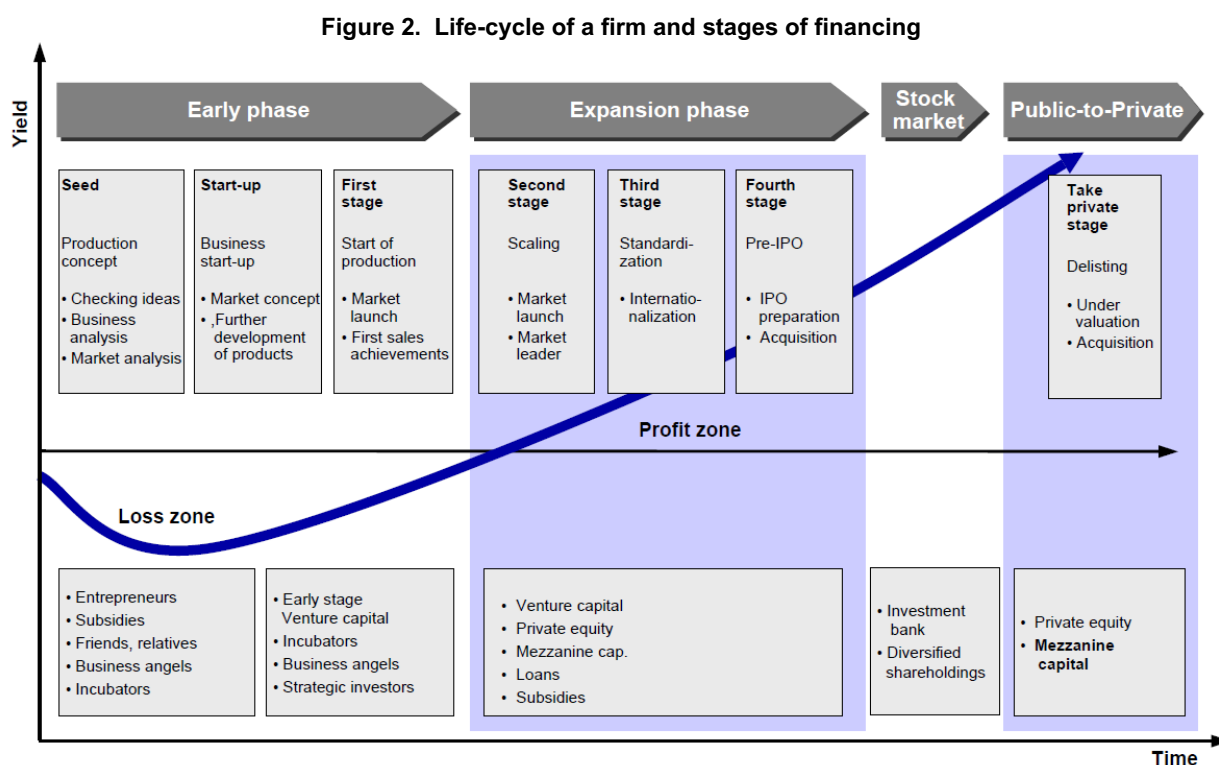 Figure 2. Life-cycle of a firm and stages of financing
Yield
Early phase
Expansion phase
Stock
market
Public-to-Private
Seed
Production
concept
• Checking ideas
• Business
analysis
• Market analysis
Start-up
Business
start-up
• Market concept
• ,Further
development
of products
First
stage
Start of
production
• Market
launch
• First sales
achievements
Second
stage
Scaling
• Market
launch
• Market
leader
Third
stage
Standardi-
zation
• Internatio-
nalization
Fourth
stage
Pre-IPO
• IPO
preparation
• Acquisition
Take
private
stage
Delisting
• Under
valuation
• Acquisition
Profit zone
Loss zone
• Entrepreneurs
• Subsidies
• Friends, relatives
• Business angels
• Incubators
• Early stage
Venture capital
• Incubators
• Business angels
• Strategic investors
• Venture capital
• Private equity
• Mezzanine cap.
• Loans
• Subsidies
• Investment
bank
• Diversified
shareholdings
• Private equity
• Mezzanine
capital
Time